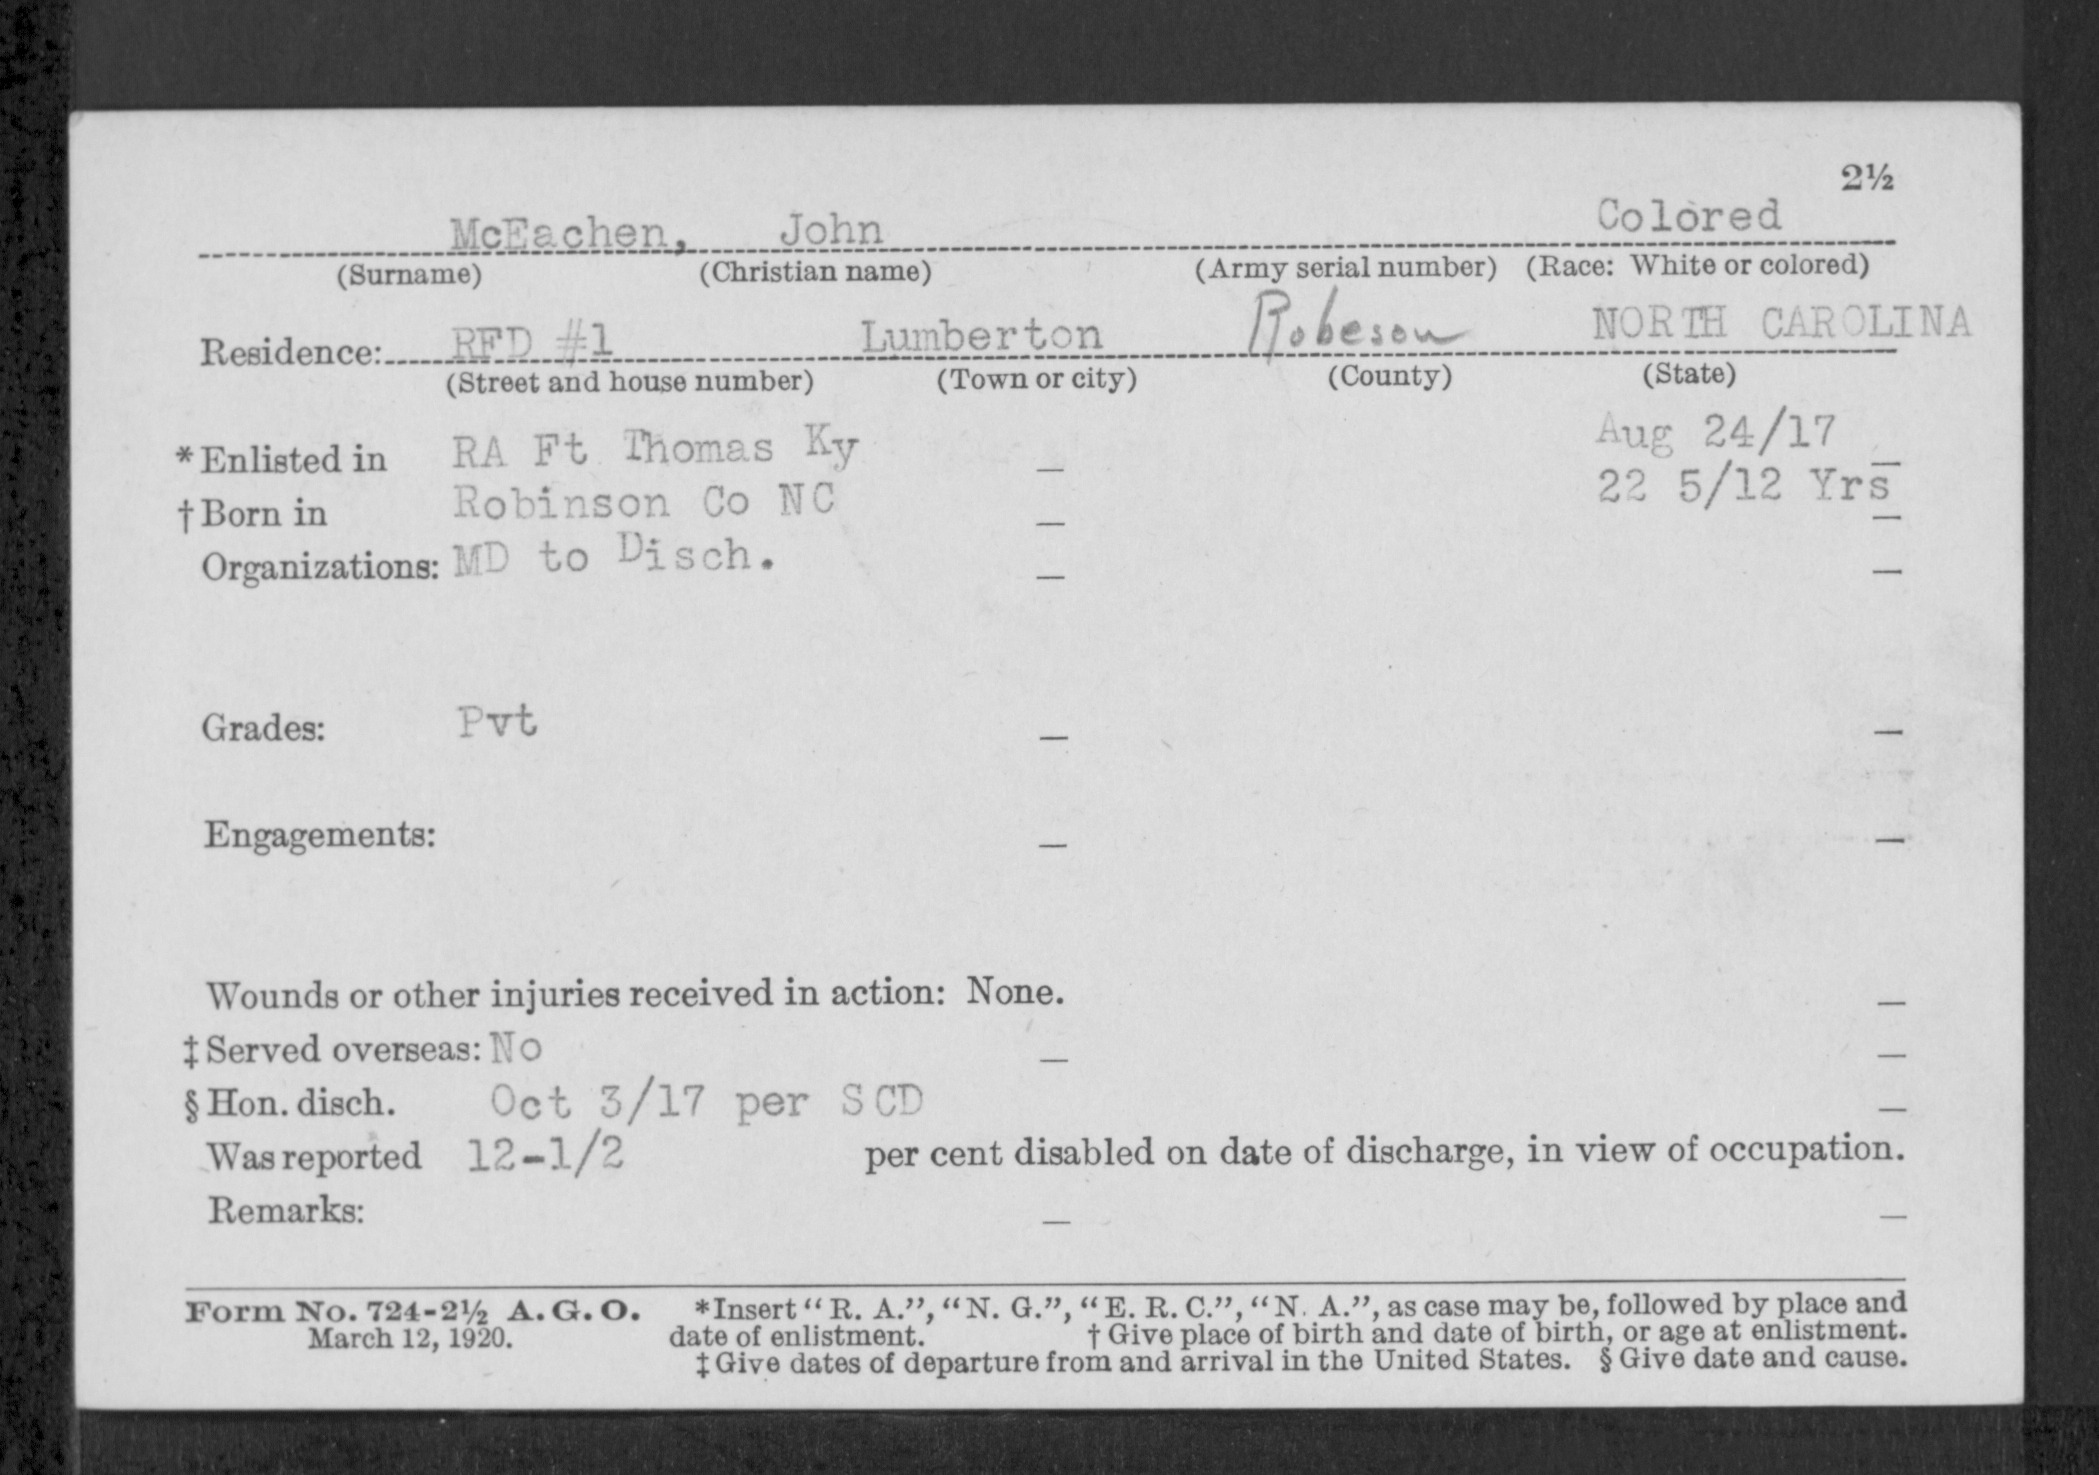 2½
McEachen, John Colored
(Surname) (Christian name) (Army serial number) (Race: White or colored)
Residence: RFD #1 Lumberton Robeson NORTH CAROLINA
(Street and house number) (Town or city) (County) (State)
*Enlisted in RA Ft Thomas Ky — Aug 24/17 —
†Born in Robinson Co NC — 22 5/12 Yrs —
Organizations: MD to Disch. — —
Grades: Pvt — —
Engagements: — —
Wounds or other injuries received in action: None. —
‡Served overseas: No — —
§Hon. disch. Oct 3/17 per SCD —
Was reported 12-1/2 per cent disabled on date of discharge, in view of occupation.
Remarks: — —
Form No. 724-2½ A.G.O. *Insert “R. A.”, “N. G.”, “E. R. C.”, “N. A.”, as case may be, followed by place and
March 12, 1920. date of enlistment. †Give place of birth and date of birth, or age at enlistment.
‡Give dates of departure from and arrival in the United States. §Give date and cause.